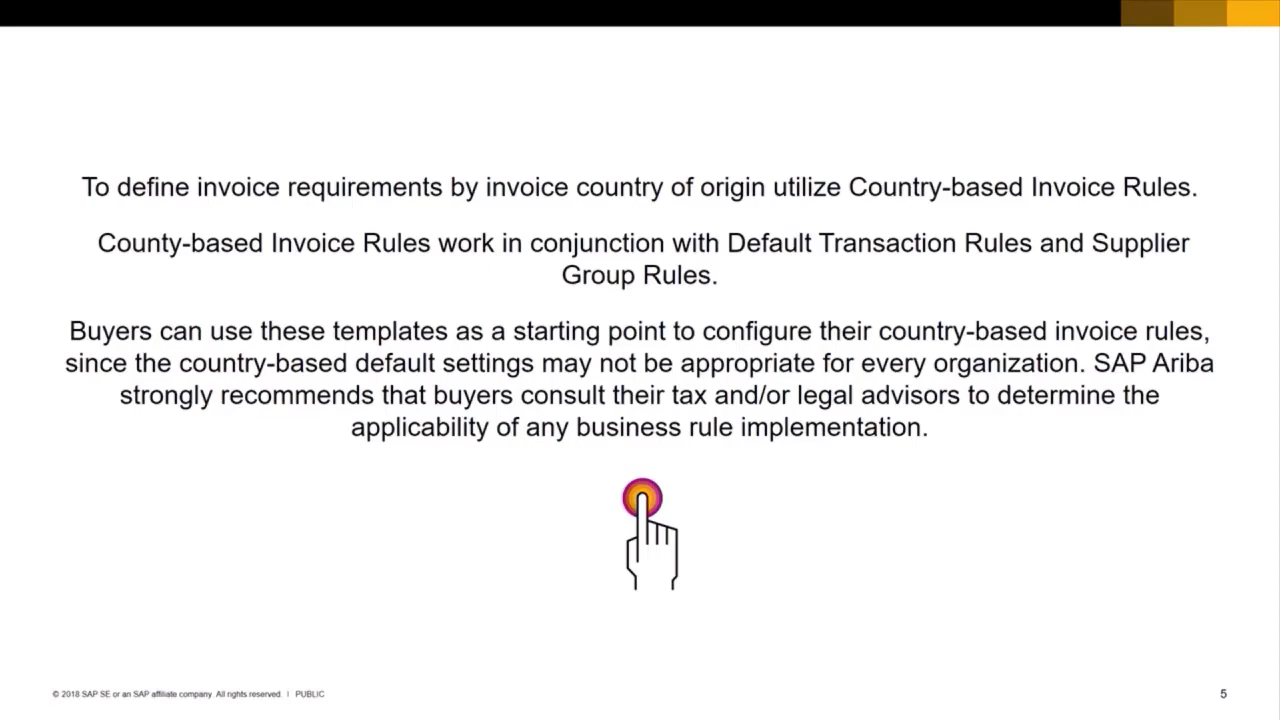 To define invoice requirements by invoice country of origin utilize Country-based Invoice Rules.
County-based Invoice Rules work in conjunction with Default Transaction Rules and Supplier
Group Rules.
Buyers can use these templates as a starting point to configure their country-based invoice rules,
since the country-based default settings may not be appropriate for every organization. SAP Ariba
strongly recommends that buyers consult their tax and/or legal advisors to determine the
applicability of any business rule implementation.
© 2018 SAP SE or an SAP affiliate company. All rights reserved. | PUBLIC
5